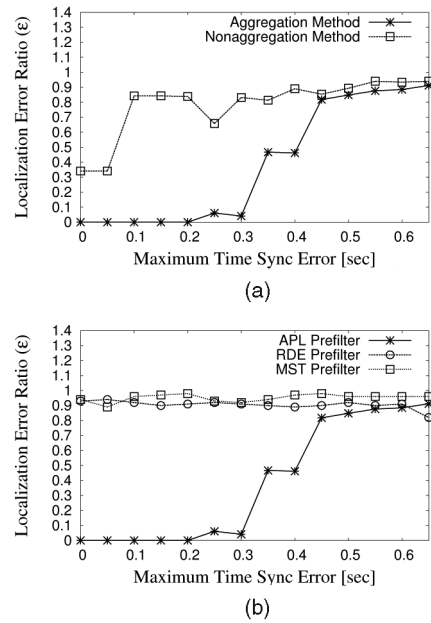 1.4
1.3
1.2
1.1
1
0.9
0.8
0.7
0.6
0.5
0.4
0.3
0.2
0.1
0
Localization Error Ratio (ε)
Aggregation Method
Nonaggregation Method
0 0.1 0.2 0.3 0.4 0.5 0.6
Maximum Time Sync Error [sec]
(a)
1.4
1.3
1.2
1.1
1
0.9
0.8
0.7
0.6
0.5
0.4
0.3
0.2
0.1
0
Localization Error Ratio (ε)
APL Prefilter
RDE Prefilter
MST Prefilter
0 0.1 0.2 0.3 0.4 0.5 0.6
Maximum Time Sync Error [sec]
(b)